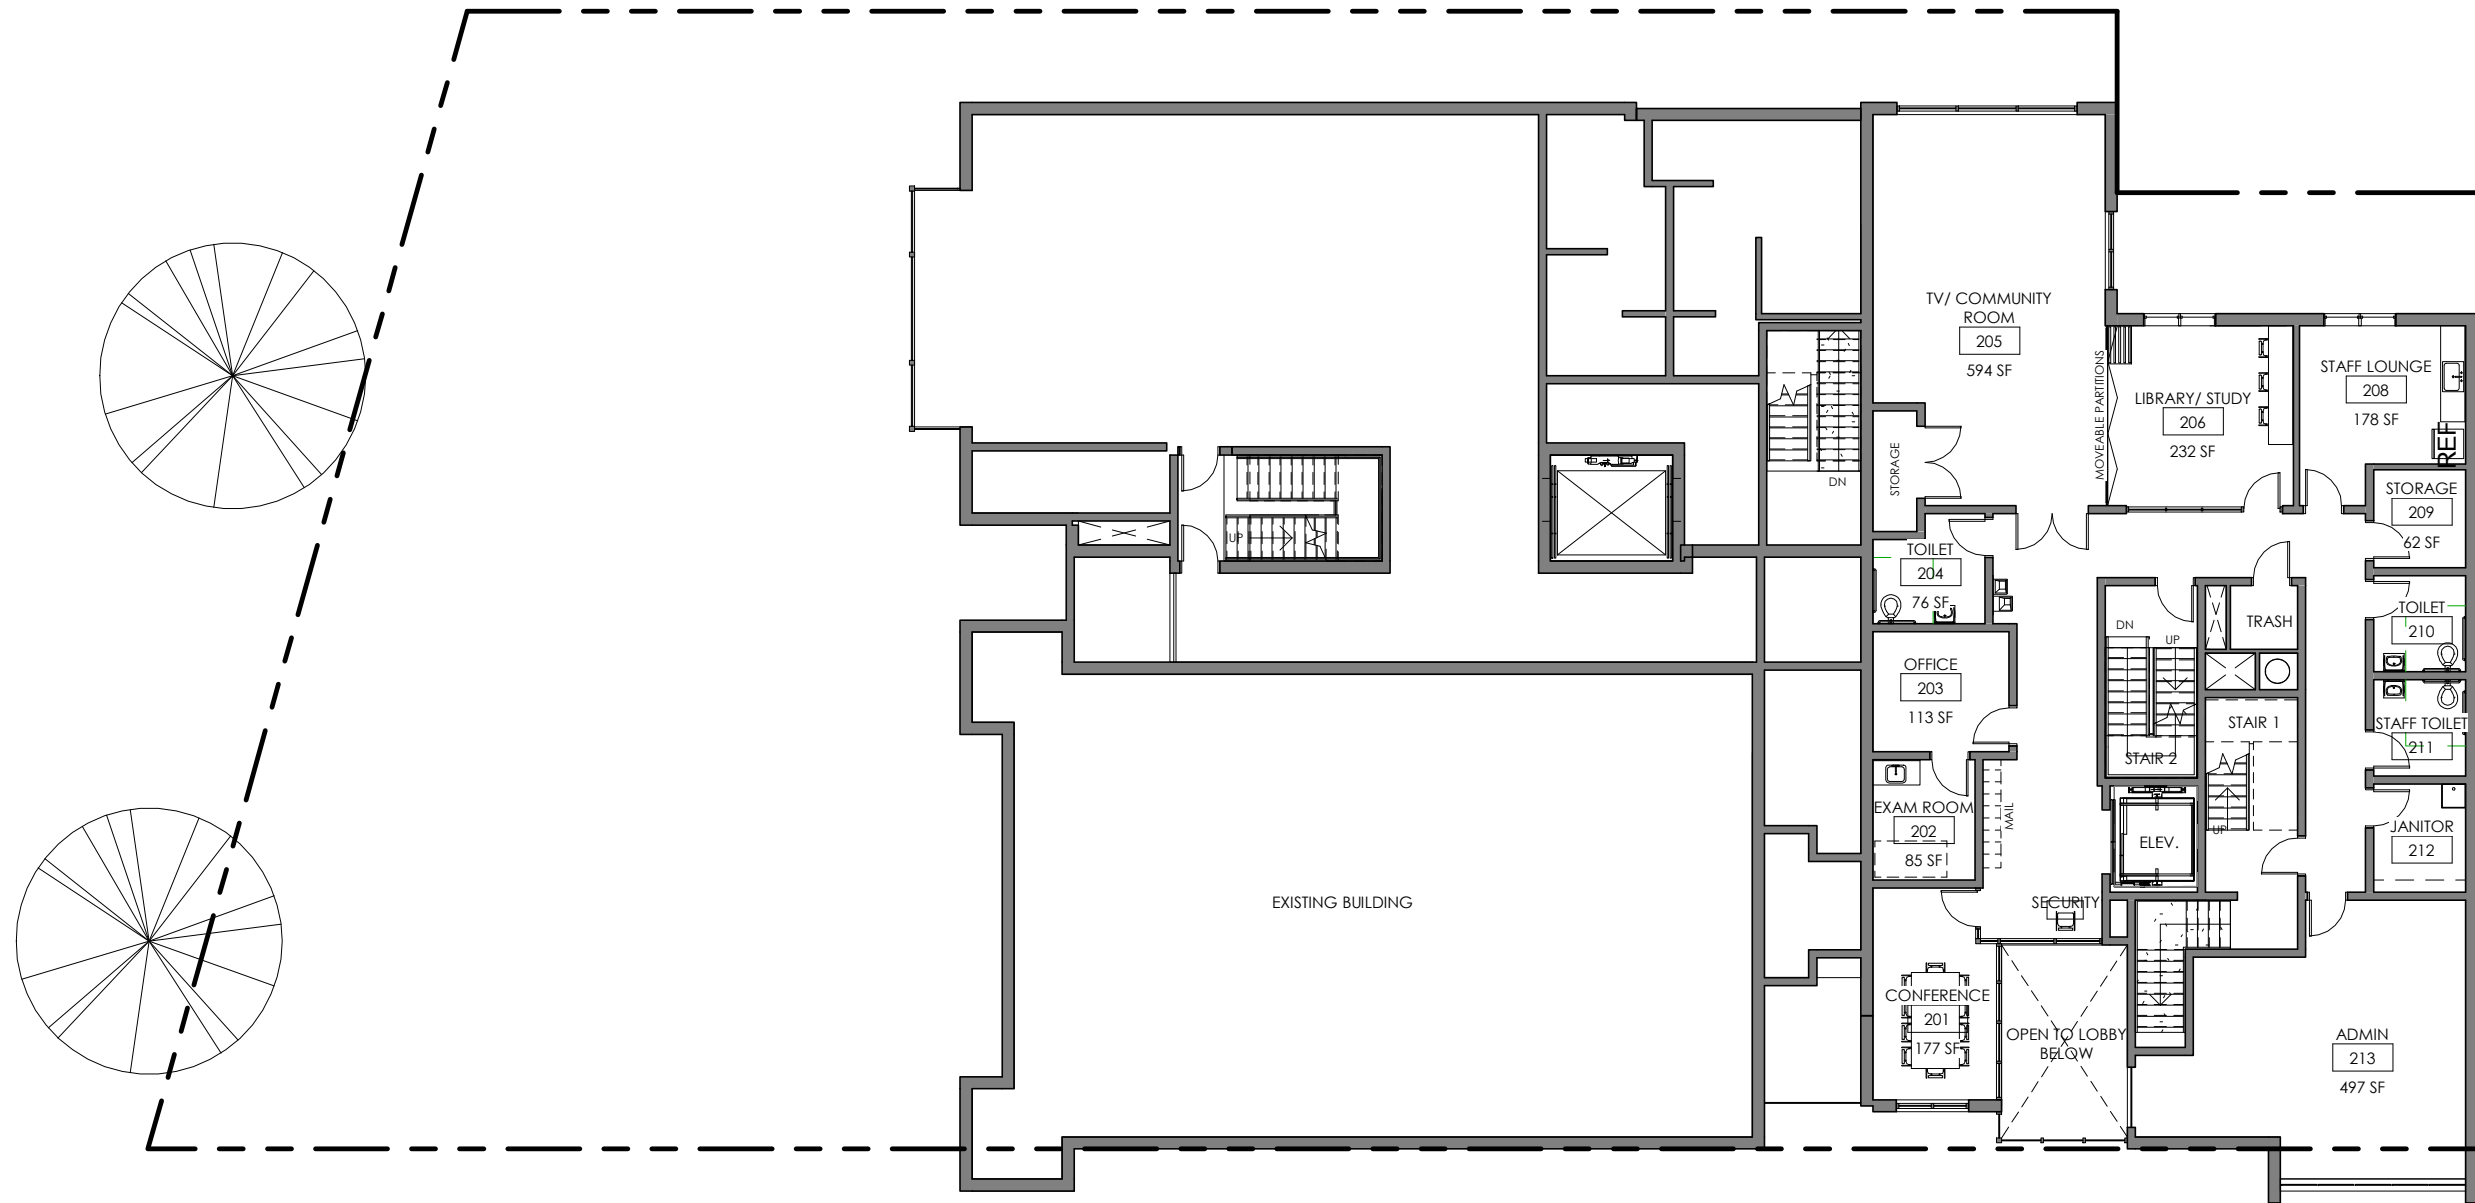 TV/ COMMUNITY
ROOM
205
594 SF
MOVEABLE PARTITIONS
LIBRARY/ STUDY
206
232 SF
STAFF LOUNGE
208
178 SF
REF
STORAGE
DN
STORAGE
209
62 SF
UP
TOILET
204
76 SF
TOILET
210
DN
UP
TRASH
OFFICE
203
113 SF
STAIR 2
STAIR 1
STAFF TOILET
211
EXAM ROOM
202
85 SF
MAIL
ELEV.
UP
JANITOR
212
EXISTING BUILDING
SECURITY
CONFERENCE
201
177 SF
OPEN TO LOBBY
BELOW
ADMIN
213
497 SF